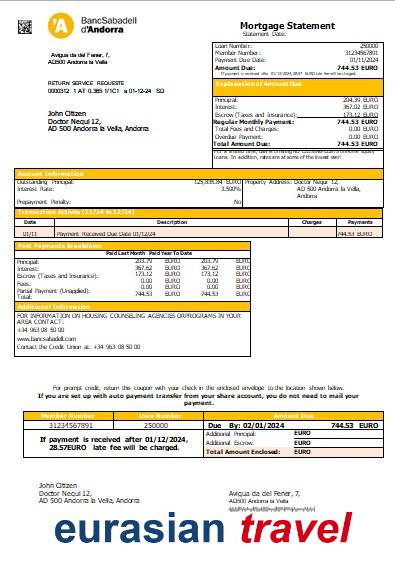 BancSabadell
d'Andorra
Mortgage Statement
Statement Date:
Avigua da del Fener, 7,
AD500 Andorra la Vella
Loan Number: 250000
Member Number: 31234567891
Payment Due Date: 01/11/2024
Amount Due: 744.53 EURO
If payment is received after 01/12/2024, 28.57 EURO late fee will be charged.
RETURN SERVICE REQUESTE
0000312 1 AT 0.365 1/1C1 a 01-12-24 SD
Explanation of Amount Due
Principal: 204.39 EURO
Interest: 367.02 EURO
Escrow (Taxes and Insurance): 173.12 EURO
Regular Monthly Payment: 744.53 EURO
Total Fees and Charges: 0.00 EURO
Overdue Payment: 0.00 EURO
Total Amount Due: 744.53 EURO
John Citizen
Doctor Nequi 12,
AD 500 Andorra la Vella, Andorra
loans. In addition, rates are at some of the lowest ever!
Account Information
Outstanding Principal: 125,835.84 EURO
Interest Rate: 3.500%
Prepayment Penalty: No
Property Address: Doctor Nequi 12,
AD 500 Andorra la Vella,
Andorra
Transaction Activity (11/24 to 12/24)
Date Description Charges Payments
01/11 Payment Received Due Date 01/12/24 744.53 EURO
Past Payments Breakdown
Paid Last Month Paid Year To Date
Principal: 203.79 EURO 203.79 EURO
Interest: 367.62 EURO 367.62 EURO
Escrow (Taxes and Insurance): 173.12 EURO 173.12 EURO
Fees: 0.00 EURO 0.00 EURO
Partial Payment (Unapplied): 0.00 EURO 0.00 EURO
Total: 744.53 EURO 744.53 EURO
Additional Information
FOR INFORMATION ON HOUSING COUNSELING AGENCIES OR PROGRAMS IN YOUR
AREA CONTACT:
+34 963 08 50 00
www.bancsabadell.com
Contact the Credit Union at: +34 963 08 50 00
For prompt credit, return this coupon with your check in the enclosed envelope to the location shown below.
If you are set up with auto payment transfer from your share account, you do not need to mail your
payment.
Member Number Loan Number Amount Due
31234567891 250000 Due By: 02/01/2024 744.53 EURO
If payment is received after 01/12/2024,
28.57EURO late fee will be charged.
Additional Principal: EURO
Additional Escrow: EURO
Total Amount Enclosed: EURO
John Citizen
Doctor Nequi 12,
AD 500 Andorra la Vella, Andorra
Avigua da del Fener, 7,
AD500 Andorra la Vella
eurasian travel